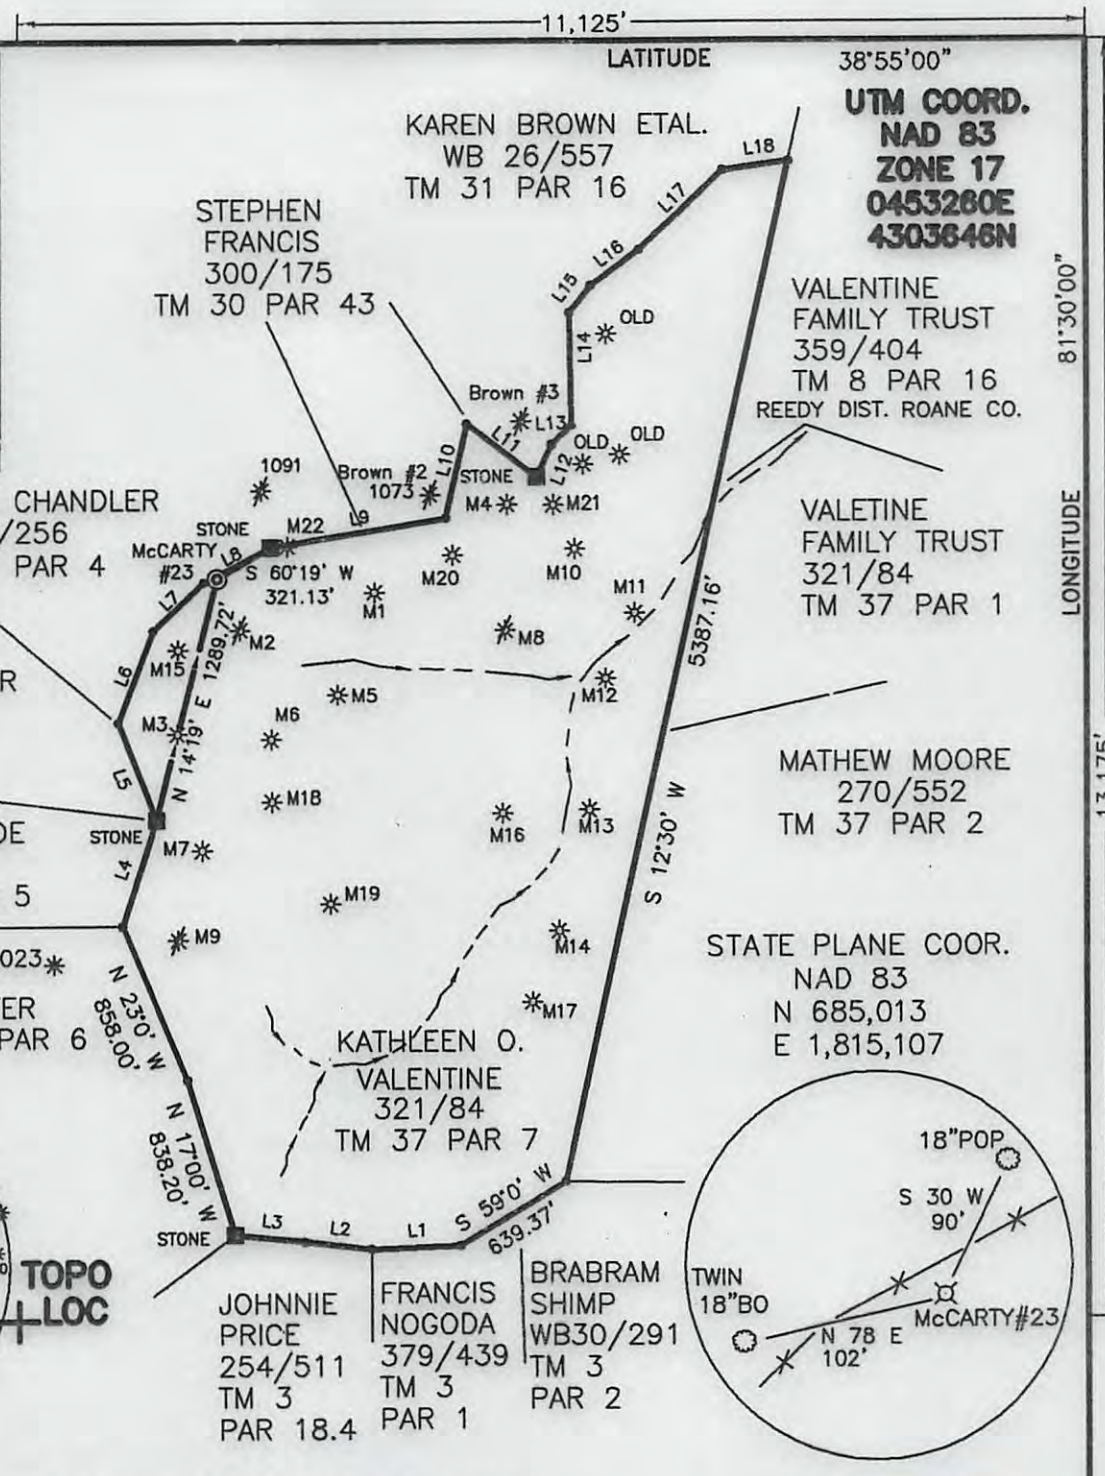 11,125'
LATITUDE
38°55'00"
UTM COORD.
NAD 83
ZONE 17
0453260E
4303646N
KAREN BROWN ETAL.
WB 26/557
TM 31 PAR 16
L18
L17
L16
L15
L14
OLD
STEPHEN
FRANCIS
300/175
TM 30 PAR 43
VALENTINE
FAMILY TRUST
359/404
TM 8 PAR 16
REEDY DIST. ROANE CO.
81°30'00"
LONGITUDE
13,175'
Brown #3
L13
L11
L12
OLD
OLD
L10
STONE
Brown #2
1073
1091
M4
M21
CHANDLER
/256
PAR 4
STONE
M22
L9
McCARTY
#23
L8
S 60°19' W
321.13'
M20
M10
VALETINE
FAMILY TRUST
321/84
TM 37 PAR 1
M1
M11
L7
M2
M8
M15
1289.72'
N 14°19' E
5387.16'
S 12°30' W
L6
R
M12
M5
M3
M6
L5
M18
MATHEW MOORE
270/552
TM 37 PAR 2
M16
M13
DE
STONE
M7
L4
5
M19
M9
M14
023
ER
PAR 6
N 23°0' W
858.00'
M17
STATE PLANE COOR.
NAD 83
N 685,013
E 1,815,107
KATHLEEN O.
VALENTINE
321/84
TM 37 PAR 7
N 17°00' W
838.20'
STONE
L3
L2
L1
S 59°0' W
639.37'
18"POP
S 30 W
90'
TWIN
18"BO
McCARTY#23
N 78 E
102'
TOPO
LOC
JOHNNIE
PRICE
254/511
TM 3
PAR 18.4
FRANCIS
NOGODA
379/439
TM 3
PAR 1
BRABRAM
SHIMP
WB30/291
TM 3
PAR 2